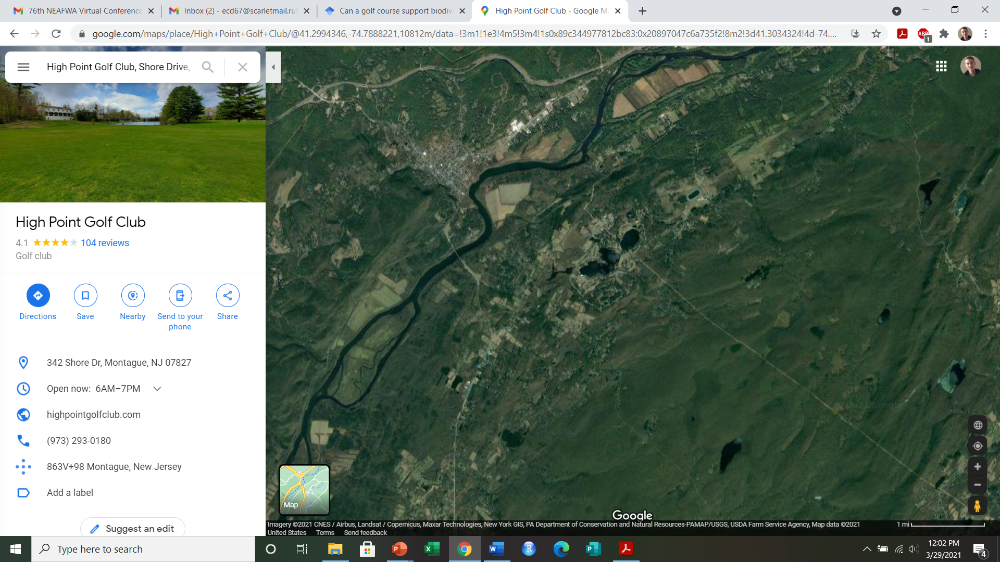 76th NEAFWA Virtual Conference
Inbox (2) - ecd67@scarletmail.rut
Can a golf course support biodive
High Point Golf Club - Google Ma
google.com/maps/place/High+Point+Golf+Club/@41.2994346,-74.7888221,10812m/data=!3m1!1e3!4m5!3m4!1s0x89c344977812bc83:0x20897047c6a735f2!8m2!3d41.3034324!4d-74....
ABP
1
High Point Golf Club, Shore Drive,
High Point Golf Club
4.1 104 reviews
Golf club
Directions
Save
Nearby
Send to your phone
Share
342 Shore Dr, Montague, NJ 07827
Open now: 6AM–7PM
highpointgolfclub.com
(973) 293-0180
863V+98 Montague, New Jersey
Add a label
Suggest an edit
Map
Google
Imagery ©2021 CNES / Airbus, Landsat / Copernicus, Maxar Technologies, New York GIS, PA Department of Conservation and Natural Resources-PAMAP/USGS, USDA Farm Service Agency, Map data ©2021
1 mi
United States Terms Send feedback
Type here to search
12:02 PM
3/29/2021
4